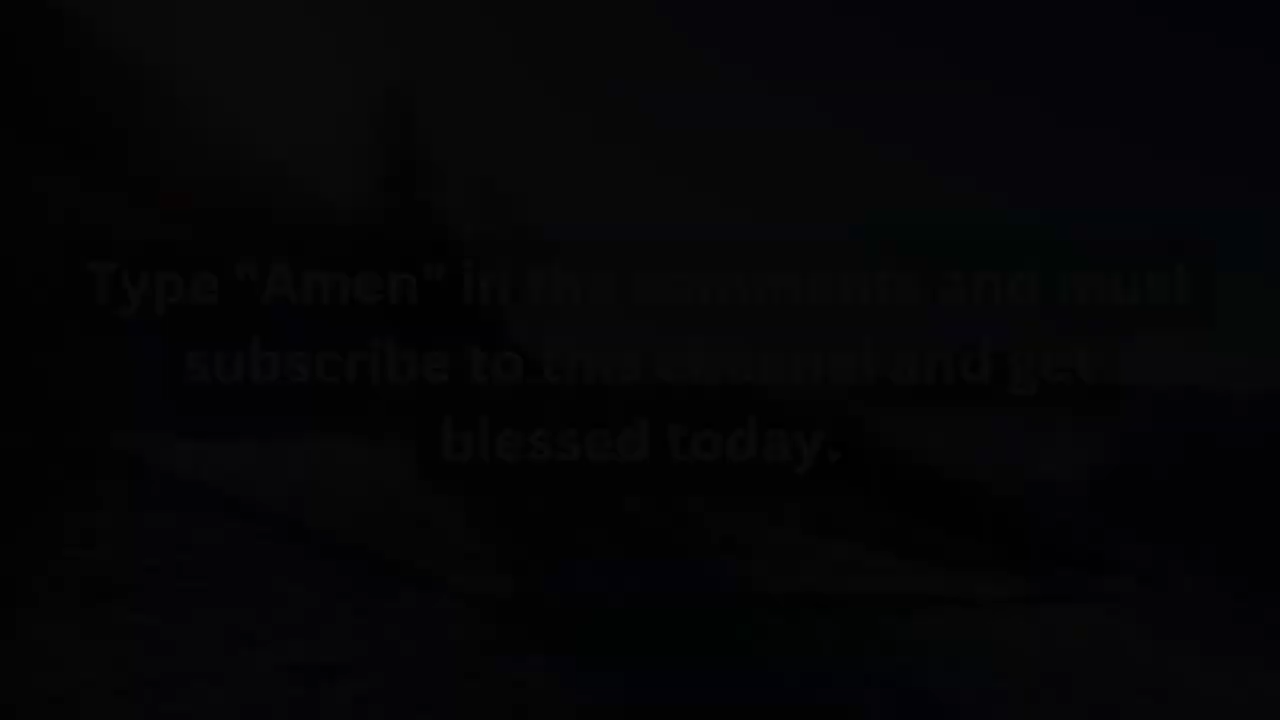 Type "Amen" in the comments and must
subscribe to this channel and get
blessed today.